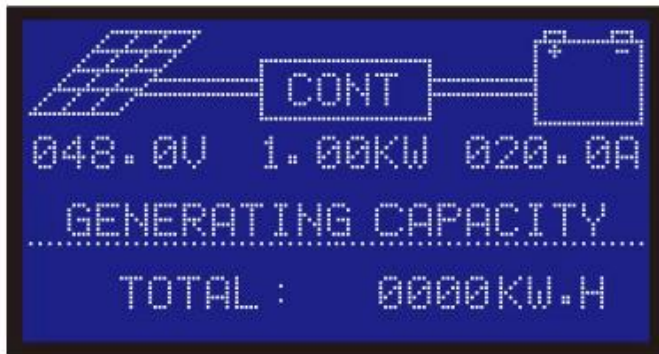 CONT
+ -
048.0V 1.00KW 020.0A
GENERATING CAPACITY
TOTAL: 0000KW.H